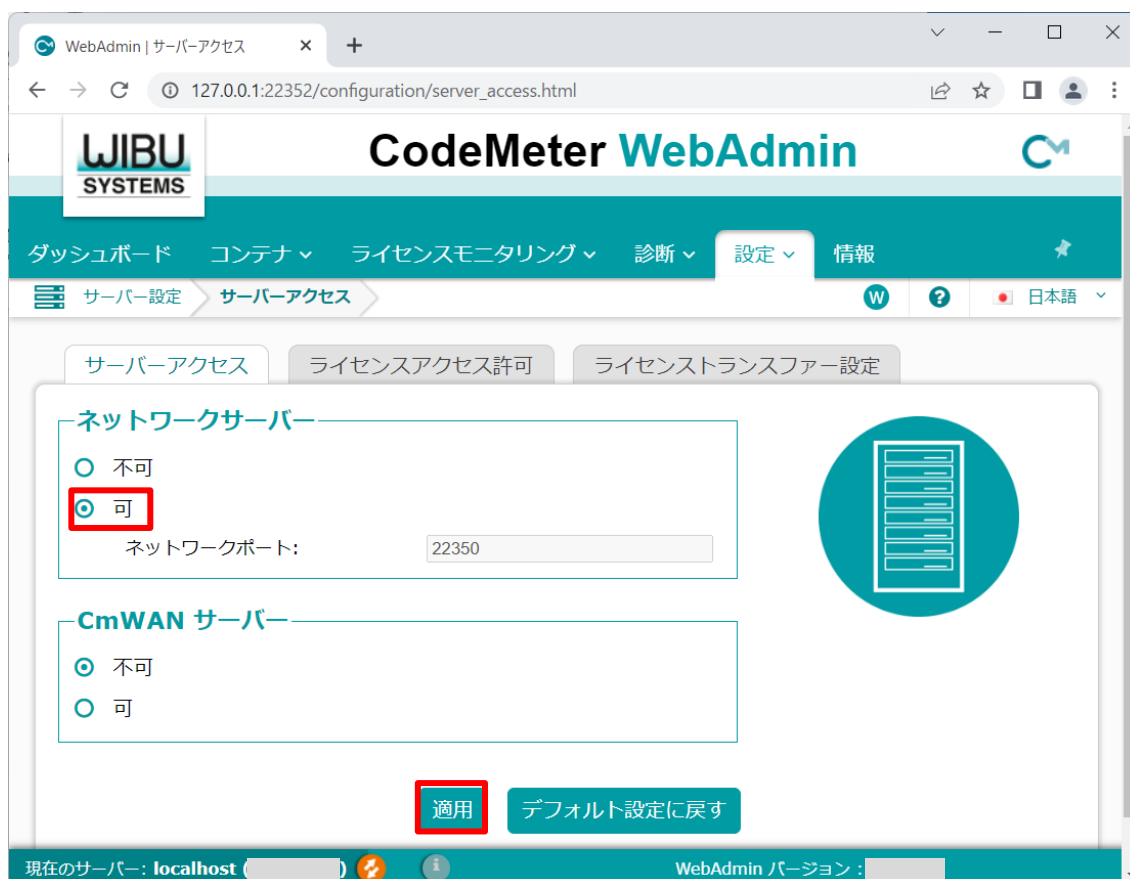 WebAdmin | サーバーアクセス
127.0.0.1:22352/configuration/server_access.html
WIBU
SYSTEMS
CodeMeter WebAdmin
CM
ダッシュボード コンテナ ライセンスモニタリング 診断 設定 情報
サーバー設定 サーバーアクセス W ? 日本語
サーバーアクセス ライセンスアクセス許可 ライセンストランスファー設定
ネットワークサーバー
不可
可
ネットワークポート: 22350
CmWAN サーバー
不可
可
適用 デフォルト設定に戻す
現在のサーバー: localhost ( ) i WebAdmin バージョン :